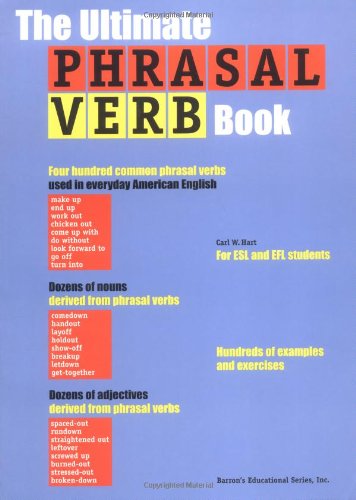 The Ultimate
PHRASAL
VERB Book
Four hundred common phrasal verbs
used in everyday American English
make up
end up
work out
chicken out
come up with
do without
look forward to
go off
turn into
Carl W. Hart
For ESL and EFL students
Dozens of nouns
derived from phrasal verbs
comedown
handout
layoff
holdout
show-off
breakup
letdown
get-together
Hundreds of examples
and exercises
Dozens of adjectives
derived from phrasal verbs
spaced-out
rundown
straightened out
leftover
screwed up
burned-out
stressed-out
broken-down
Barron's Educational Series, Inc.